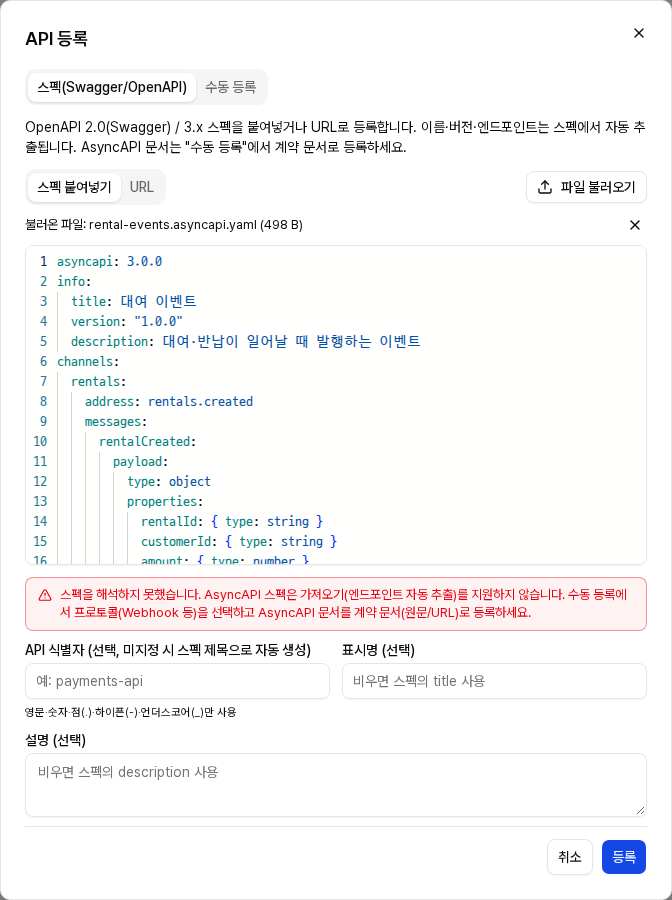 API 등록
스펙(Swagger/OpenAPI) 수동 등록
OpenAPI 2.0(Swagger) / 3.x 스펙을 붙여넣거나 URL로 등록합니다. 이름·버전·엔드포인트는 스펙에서 자동 추
출됩니다. AsyncAPI 문서는 "수동 등록"에서 계약 문서로 등록하세요.
스펙 붙여넣기 URL 파일 불러오기
불러온 파일: rental-events.asyncapi.yaml (498 B)
1 asyncapi: 3.0.0
2 info:
3 title: 대여 이벤트
4 version: "1.0.0"
5 description: 대여·반납이 일어날 때 발행하는 이벤트
6 channels:
7 rentals:
8 address: rentals.created
9 messages:
10 rentalCreated:
11 payload:
12 type: object
13 properties:
14 rentalId: { type: string }
15 customerId: { type: string }
16 amount: { type: number }
스펙을 해석하지 못했습니다. AsyncAPI 스펙은 가져오기(엔드포인트 자동 추출)를 지원하지 않습니다. 수동 등록에
서 프로토콜(Webhook 등)을 선택하고 AsyncAPI 문서를 계약 문서(원문/URL)로 등록하세요.
API 식별자 (선택, 미지정 시 스펙 제목으로 자동 생성) 표시명 (선택)
예: payments-api 비우면 스펙의 title 사용
영문·숫자·점(.)·하이픈(-)·언더스코어(_)만 사용
설명 (선택)
비우면 스펙의 description 사용
취소 등록